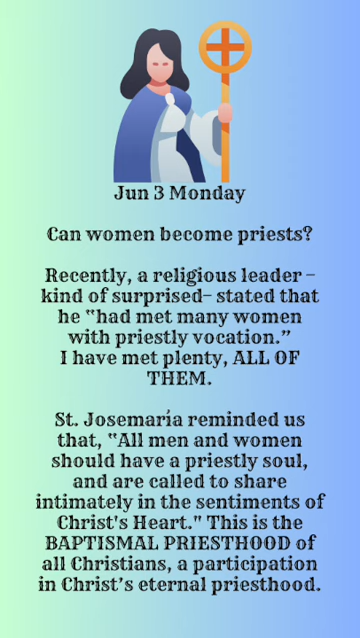 Jun 3 Monday
Can women become priests?
Recently, a religious leader –
kind of surprised– stated that
he “had met many women
with priestly vocation.”
I have met plenty, ALL OF
THEM.
St. Josemaría reminded us
that, “All men and women
should have a priestly soul,
and are called to share
intimately in the sentiments of
Christ's Heart." This is the
BAPTISMAL PRIESTHOOD of
all Christians, a participation
in Christ’s eternal priesthood.